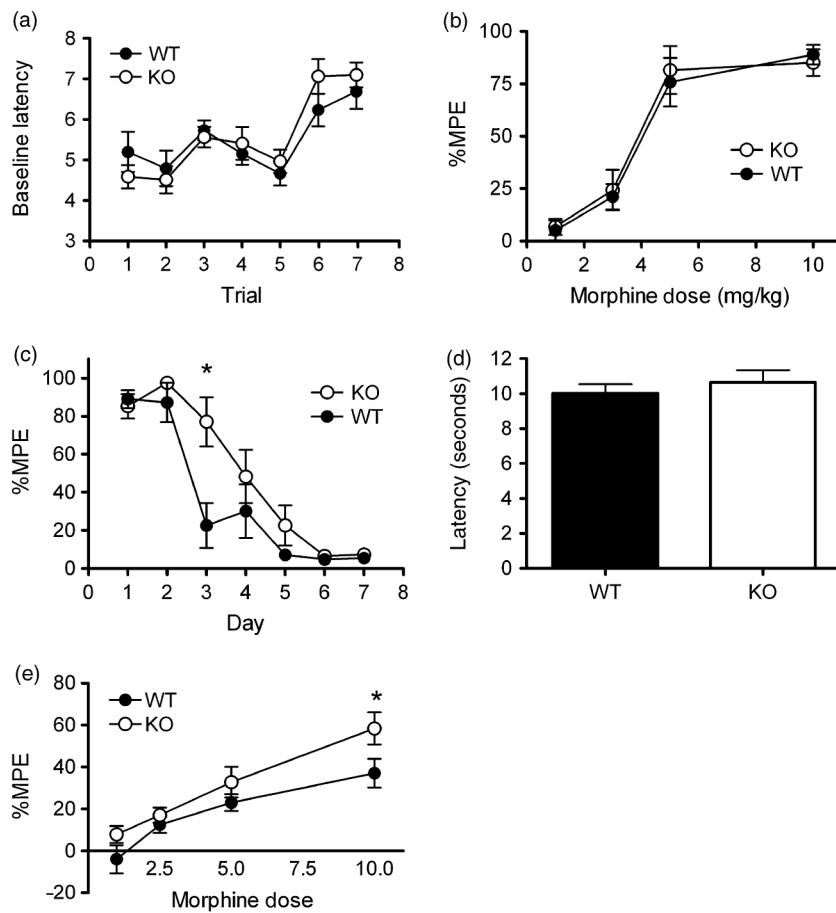 (a)
WT
KO
Baseline latency
8
7
6
5
4
3
0 1 2 3 4 5 6 7 8
Trial
(b)
100
75
50
25
0
%MPE
KO
WT
0 2 4 6 8 10
Morphine dose (mg/kg)
(c)
*
KO
WT
%MPE
100
80
60
40
20
0
0 1 2 3 4 5 6 7 8
Day
(d)
Latency (seconds)
12
10
8
6
4
2
0
WT KO
(e)
WT
KO
*
%MPE
80
60
40
20
0
–20
2.5 5.0 7.5 10.0
Morphine dose